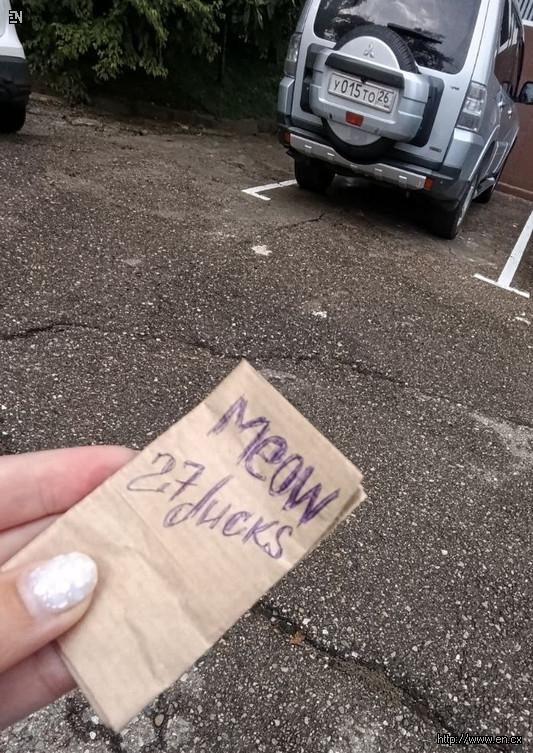 EN
У015ТО 26
Meow
27
ducks
http://www.en.cx